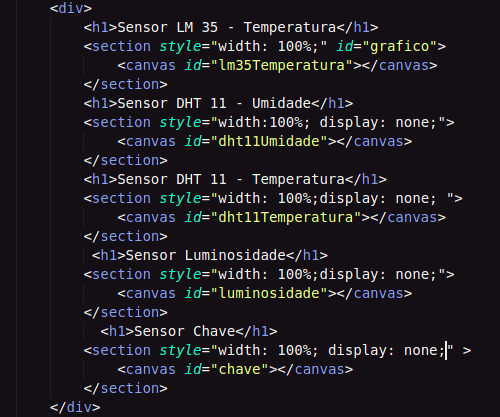 <div>
<h1>Sensor LM 35 - Temperatura</h1>
<section style="width: 100%;" id="grafico">
<canvas id="lm35Temperatura"></canvas>
</section>
<h1>Sensor DHT 11 - Umidade</h1>
<section style="width:100%; display: none;">
<canvas id="dht11Umidade"></canvas>
</section>
<h1>Sensor DHT 11 - Temperatura</h1>
<section style="width: 100%;display: none; ">
<canvas id="dht11Temperatura"></canvas>
</section>
<h1>Sensor Luminosidade</h1>
<section style="width: 100%;display: none;">
<canvas id="luminosidade"></canvas>
</section>
<h1>Sensor Chave</h1>
<section style="width: 100%; display: none;" >
<canvas id="chave"></canvas>
</section>
</div>